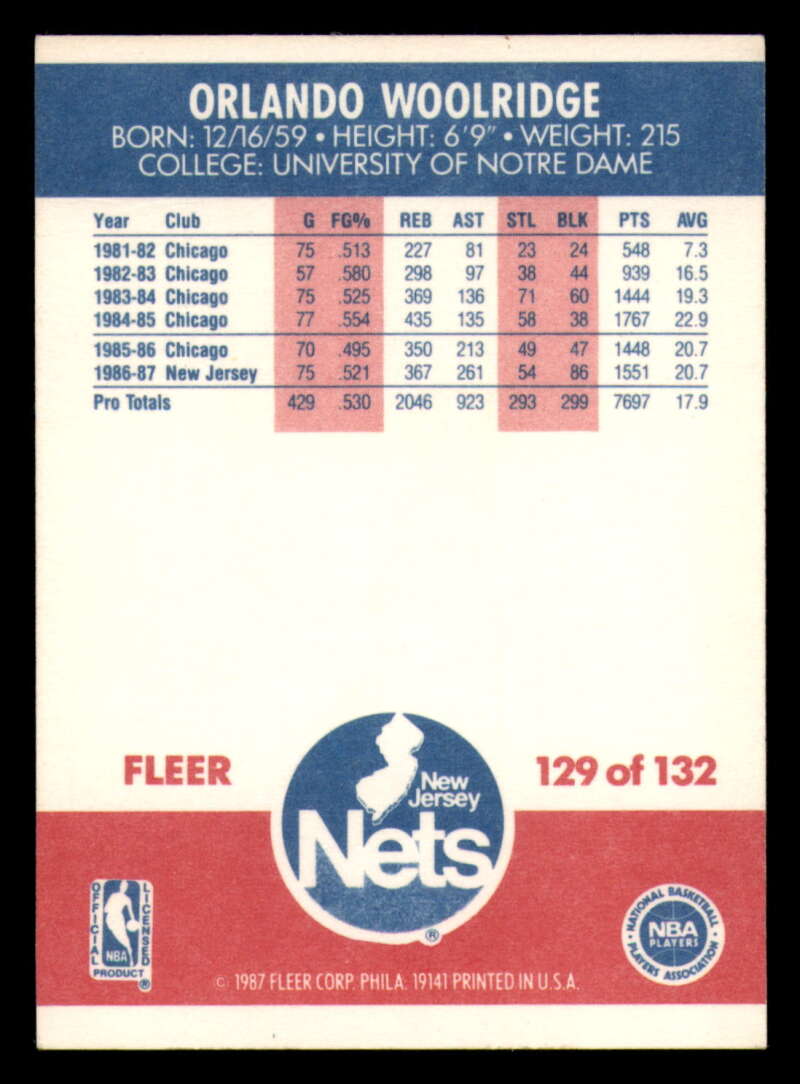 ORLANDO WOOLRIDGE
BORN: 12/16/59 • HEIGHT: 6'9" • WEIGHT: 215
COLLEGE: UNIVERSITY OF NOTRE DAME
Year Club G FG% REB AST STL BLK PTS AVG
1981-82 Chicago 75 .513 227 81 23 24 548 7.3
1982-83 Chicago 57 .580 298 97 38 44 939 16.5
1983-84 Chicago 75 .525 369 136 71 60 1444 19.3
1984-85 Chicago 77 .554 435 135 58 38 1767 22.9
1985-86 Chicago 70 .495 350 213 49 47 1448 20.7
1986-87 New Jersey 75 .521 367 261 54 86 1551 20.7
Pro Totals 429 .530 2046 923 293 299 7697 17.9
FLEER
129 of 132
New
Jersey
Nets
®
OFFICIAL
LICENSED
NBA
PRODUCT ®
NATIONAL BASKETBALL
NBA
PLAYERS
PLAYERS ASSOCIATION
© 1987 FLEER CORP. PHILA. 19141 PRINTED IN U.S.A.